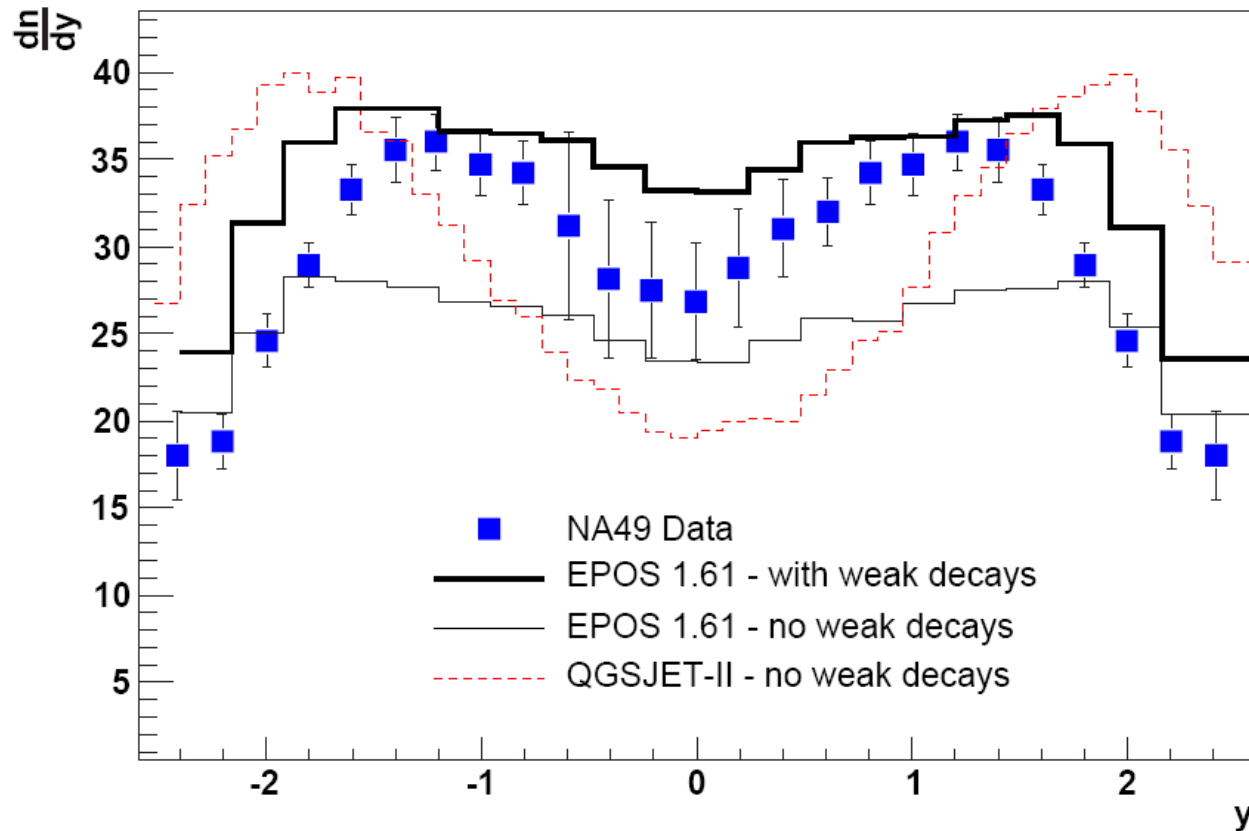 dn
dy
40
35
30
25
20
15
10
5
NA49 Data
EPOS 1.61 - with weak decays
EPOS 1.61 - no weak decays
QGSJET-II - no weak decays
-2 -1 0 1 2
y